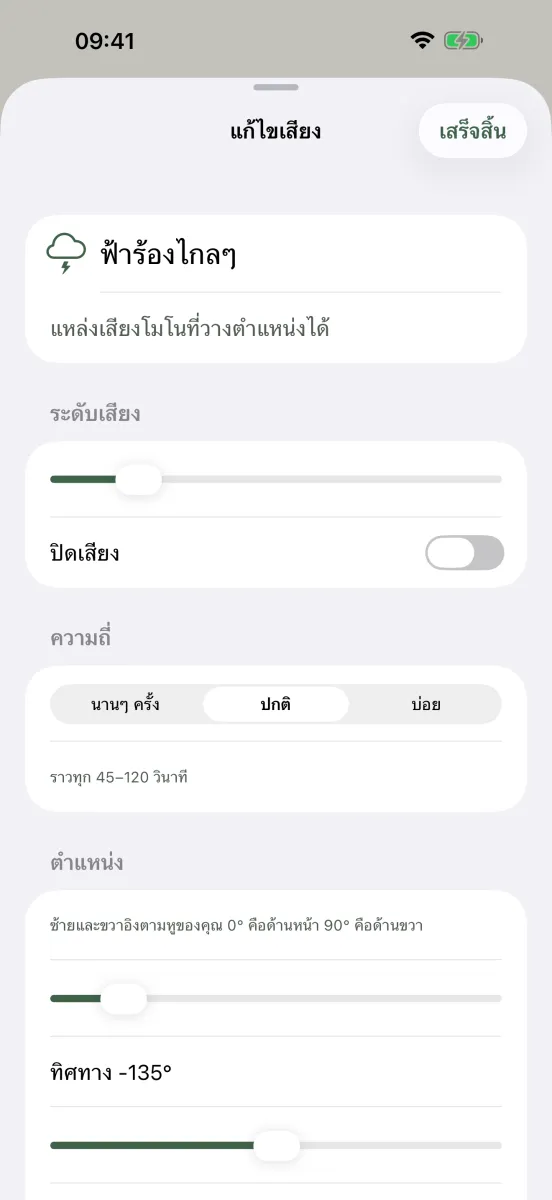 09:41
แก้ไขเสียง
เสร็จสิ้น
ฟ้าร้องไกลๆ
แหล่งเสียงโมโนที่วางตำแหน่งได้
ระดับเสียง
ปิดเสียง
ความถี่
นานๆ ครั้ง
ปกติ
บ่อย
ราวทุก 45–120 วินาที
ตำแหน่ง
ซ้ายและขวาอิงตามหูของคุณ 0° คือด้านหน้า 90° คือด้านขวา
ทิศทาง -135°